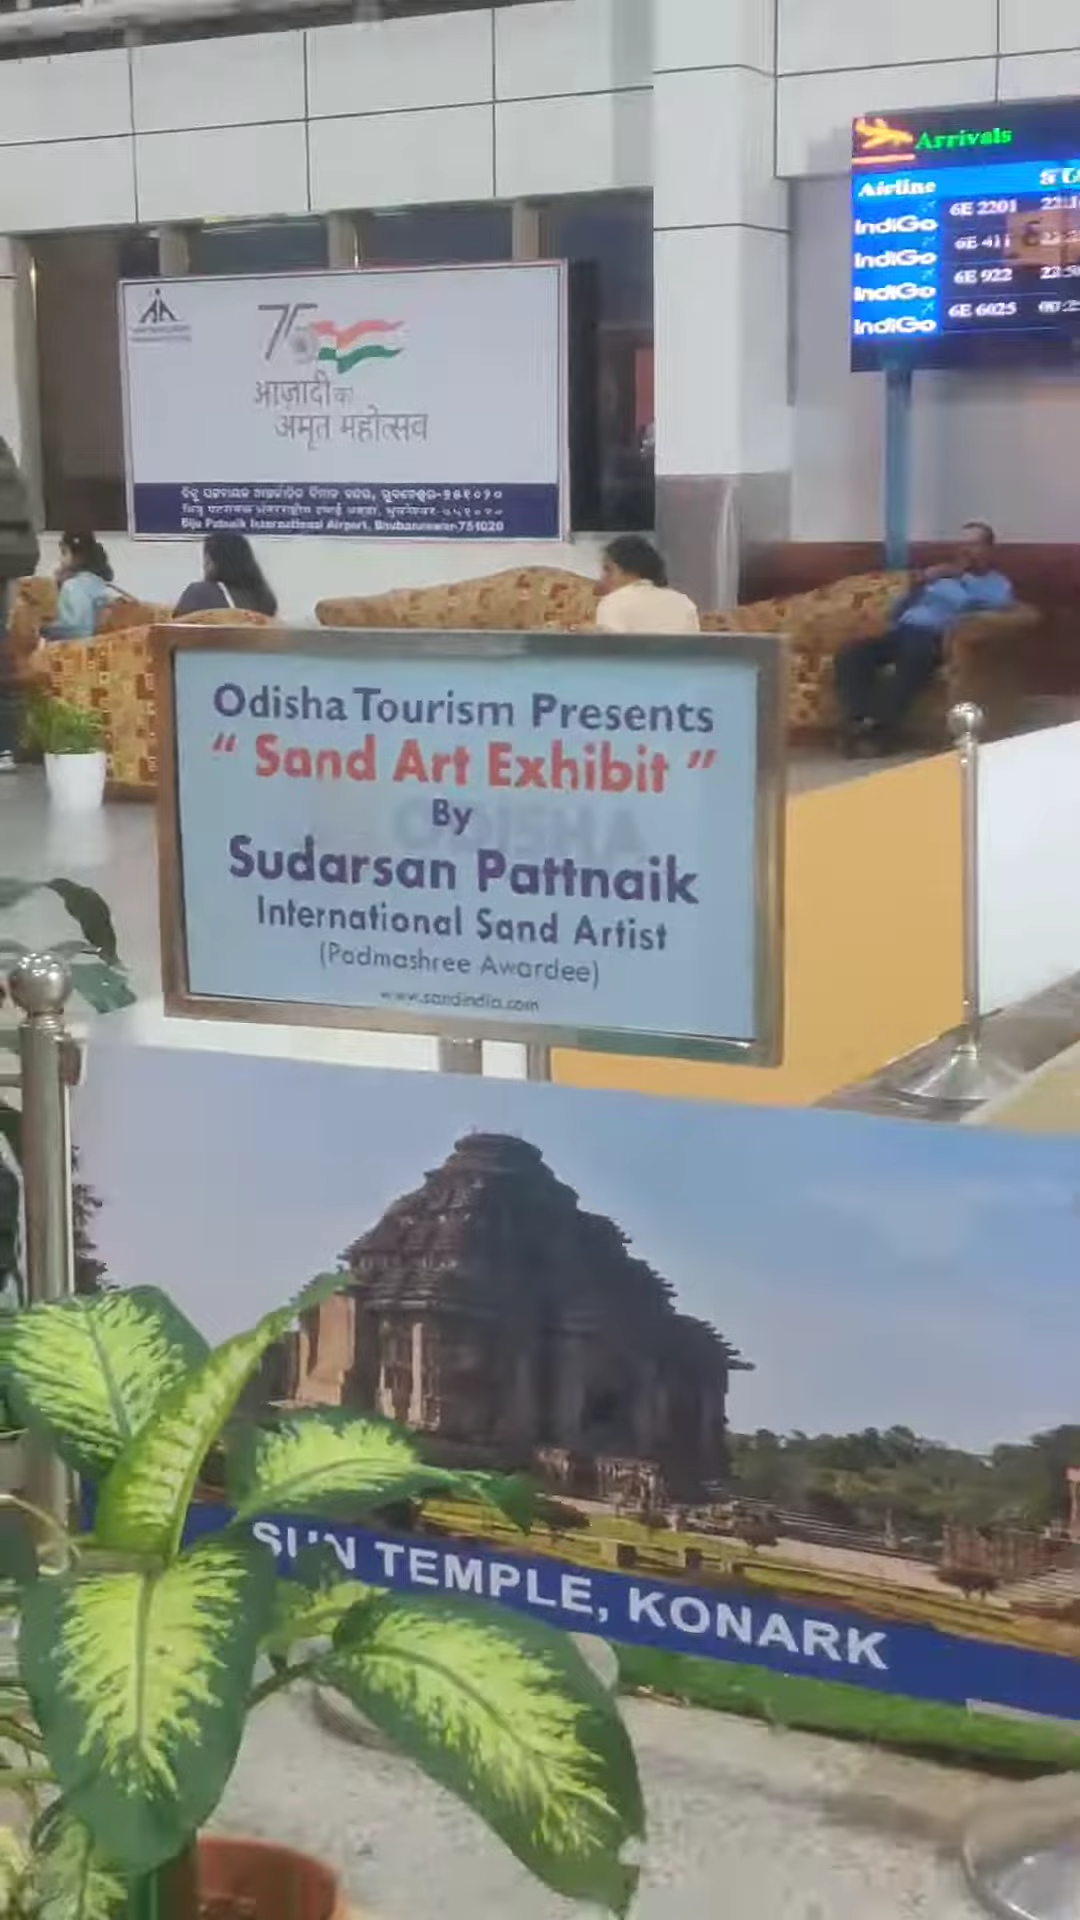 Arrivals
Airline
IndiGo 6E 2201
IndiGo 6E 411
IndiGo 6E 922
IndiGo 6E 6025
75
आज़ादी का
अमृत महोत्सव
Biju Patnaik International Airport, Bhubaneswar-751020
Odisha Tourism Presents
“ Sand Art Exhibit ”
By
Sudarsan Pattnaik
International Sand Artist
(Padmashree Awardee)
www.sandindia.com
SUN TEMPLE, KONARK